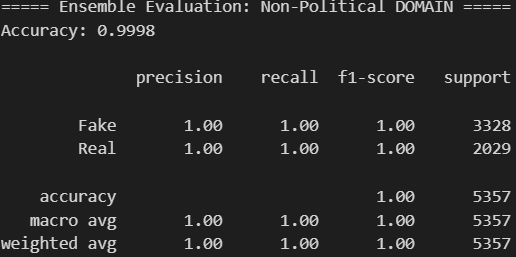 ===== Ensemble Evaluation: Non-Political DOMAIN =====
Accuracy: 0.9998
precision recall f1-score support
Fake 1.00 1.00 1.00 3328
Real 1.00 1.00 1.00 2029
accuracy 1.00 5357
macro avg 1.00 1.00 1.00 5357
weighted avg 1.00 1.00 1.00 5357